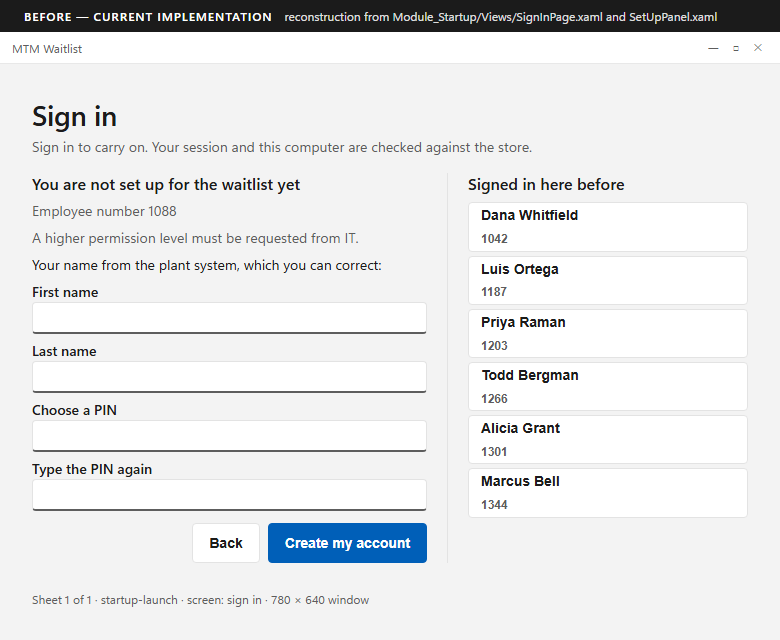 BEFORE — CURRENT IMPLEMENTATION reconstruction from Module_Startup/Views/SignInPage.xaml and SetUpPanel.xaml
MTM Waitlist
Sign in
Sign in to carry on. Your session and this computer are checked against the store.
You are not set up for the waitlist yet
Employee number 1088
A higher permission level must be requested from IT.
Your name from the plant system, which you can correct:
First name
Last name
Choose a PIN
Type the PIN again
Back
Create my account
Signed in here before
Dana Whitfield
1042
Luis Ortega
1187
Priya Raman
1203
Todd Bergman
1266
Alicia Grant
1301
Marcus Bell
1344
Sheet 1 of 1 · startup-launch · screen: sign in · 780 × 640 window